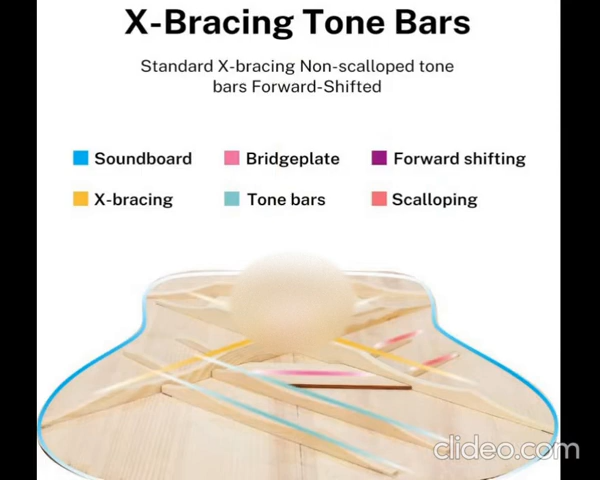 X-Bracing Tone Bars
Standard X-bracing Non-scalloped tone
bars Forward-Shifted
Soundboard Bridgeplate Forward shifting
X-bracing Tone bars Scalloping
clideo.com